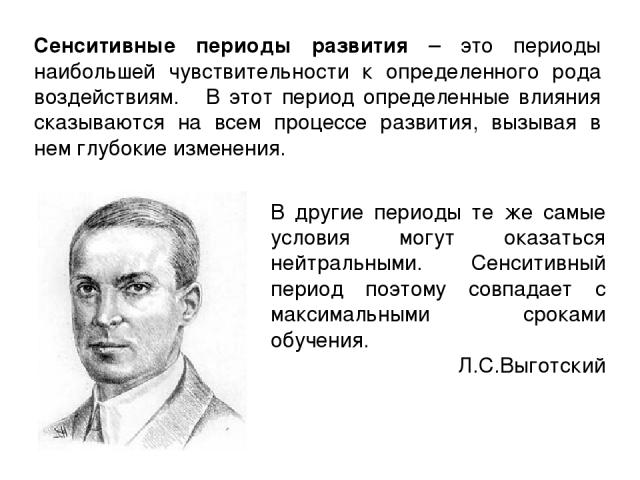 Сенситивные периоды развития – это периоды
наибольшей чувствительности к определенного рода
воздействиям. В этот период определенные влияния
сказываются на всем процессе развития, вызывая в
нем глубокие изменения.
В другие периоды те же самые
условия могут оказаться
нейтральными. Сенситивный
период поэтому совпадает с
максимальными сроками
обучения.
Л.С.Выготский